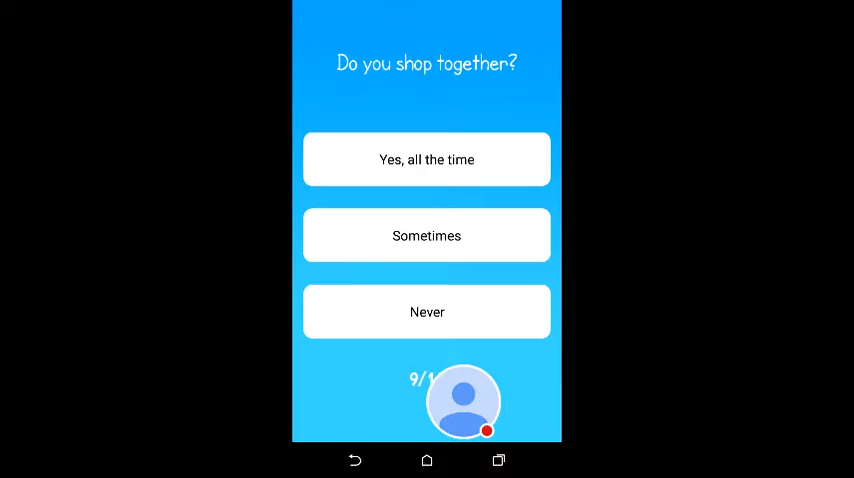 Do you shop together?
Yes, all the time
Sometimes
Never